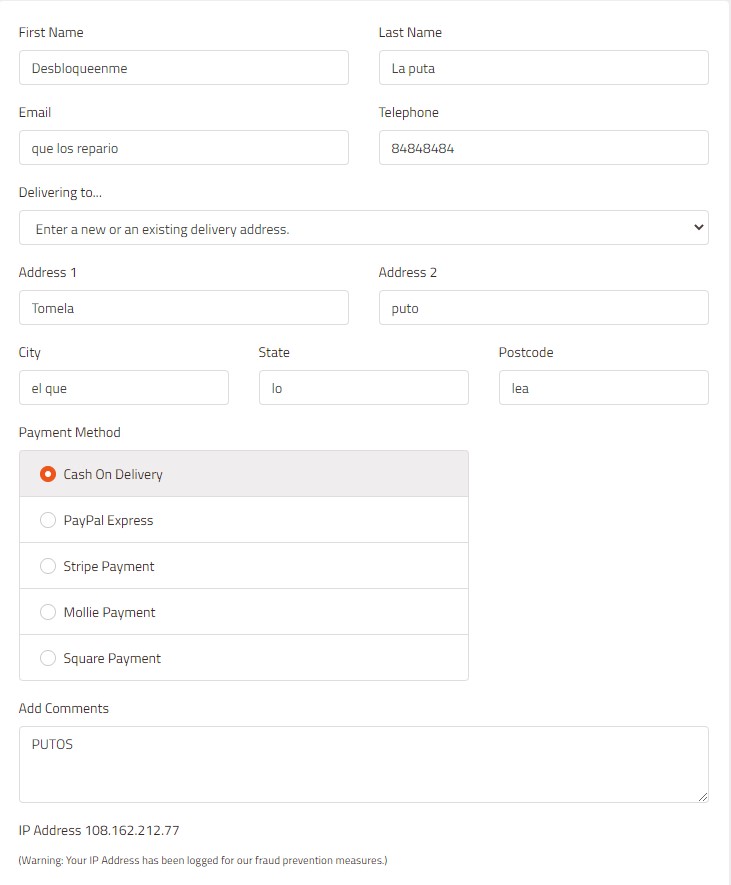 First Name Last Name
Desbloqueenme La puta
Email Telephone
que los repario 84848484
Delivering to...
Enter a new or an existing delivery address.
Address 1 Address 2
Tomela puto
City State Postcode
el que lo lea
Payment Method
Cash On Delivery
PayPal Express
Stripe Payment
Mollie Payment
Square Payment
Add Comments
PUTOS
IP Address 108.162.212.77
(Warning: Your IP Address has been logged for our fraud prevention measures.)